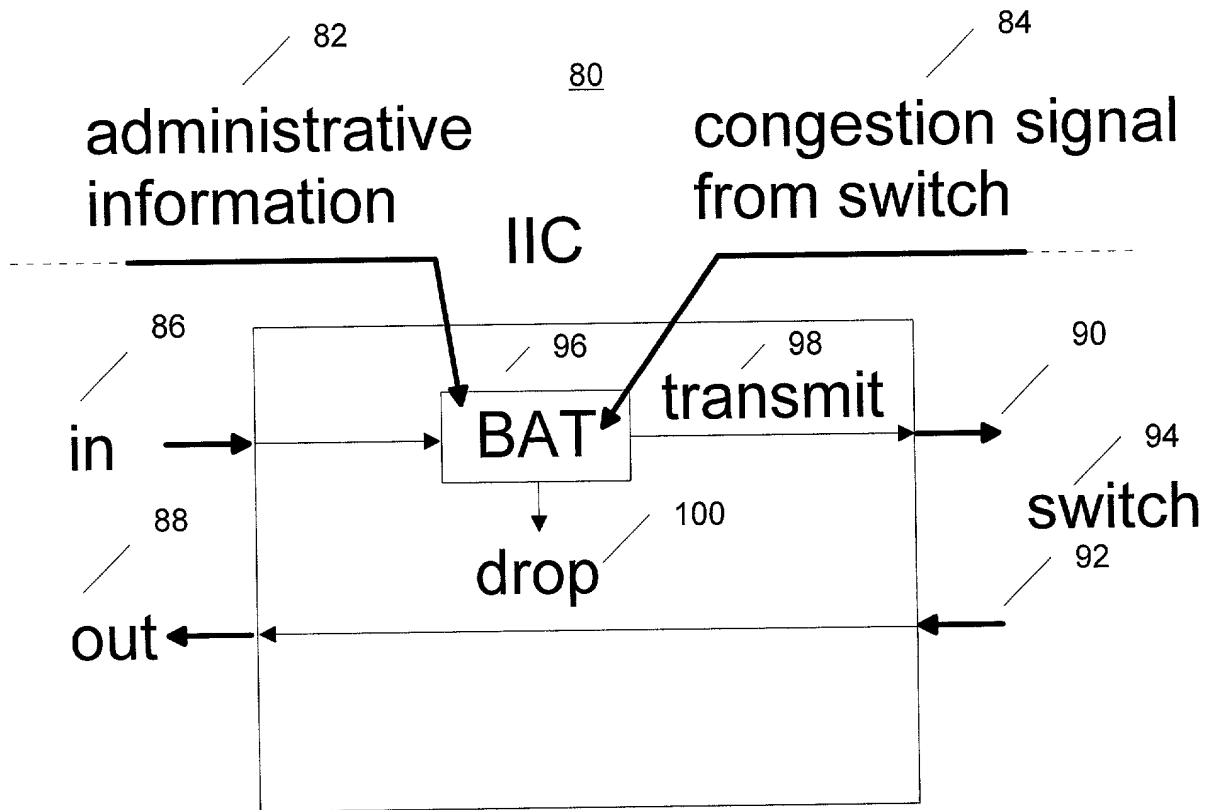 82
80
84
administrative
information
congestion signal
from switch
IIC
86
96
98
90
in
BAT
transmit
94
switch
88
100
drop
92
out